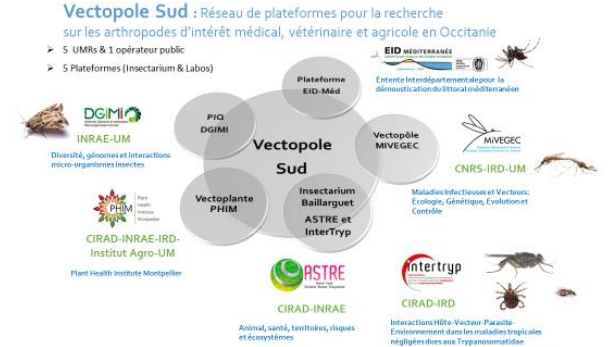 Vectopole Sud : Réseau de plateformes pour la recherche
sur les arthropodes d'intérêt médical, vétérinaire et agricole en Occitanie
➢ 5 UMRs & 1 opérateur public
➢ 5 Plateformes (Insectarium & Labos)
EID MÉDITERRANÉE
Entente Interdépartementale pour la
démoustication du littoral méditerranéen
Plateforme
EID-Méd
PIQ
DGIMI
Vectopole
Sud
Vectopôle
MIVEGEC
Vectoplante
PHIM
Insectarium
Baillarguet
ASTRE et
InterTryp
DGIMI
INRAE-UM
Diversité, génomes et interactions
micro-organismes insectes
MIVEGEC
CNRS-IRD-UM
Maladies Infectieuses et Vecteurs:
Ecologie, Génétique, Evolution et
Contrôle
PHIM
Plant
Health
Institute
Montpellier
CIRAD-INRAE-IRD-
Institut Agro-UM
Plant Health Institute Montpellier
ASTRE
CIRAD-INRAE
Animal, santé, territoires, risques
et écosystèmes
intertryp
CIRAD-IRD
Interactions Hôte-Vecteur-Parasite-
Environnement dans les maladies tropicales
négligées dues aux Trypanosomatidae